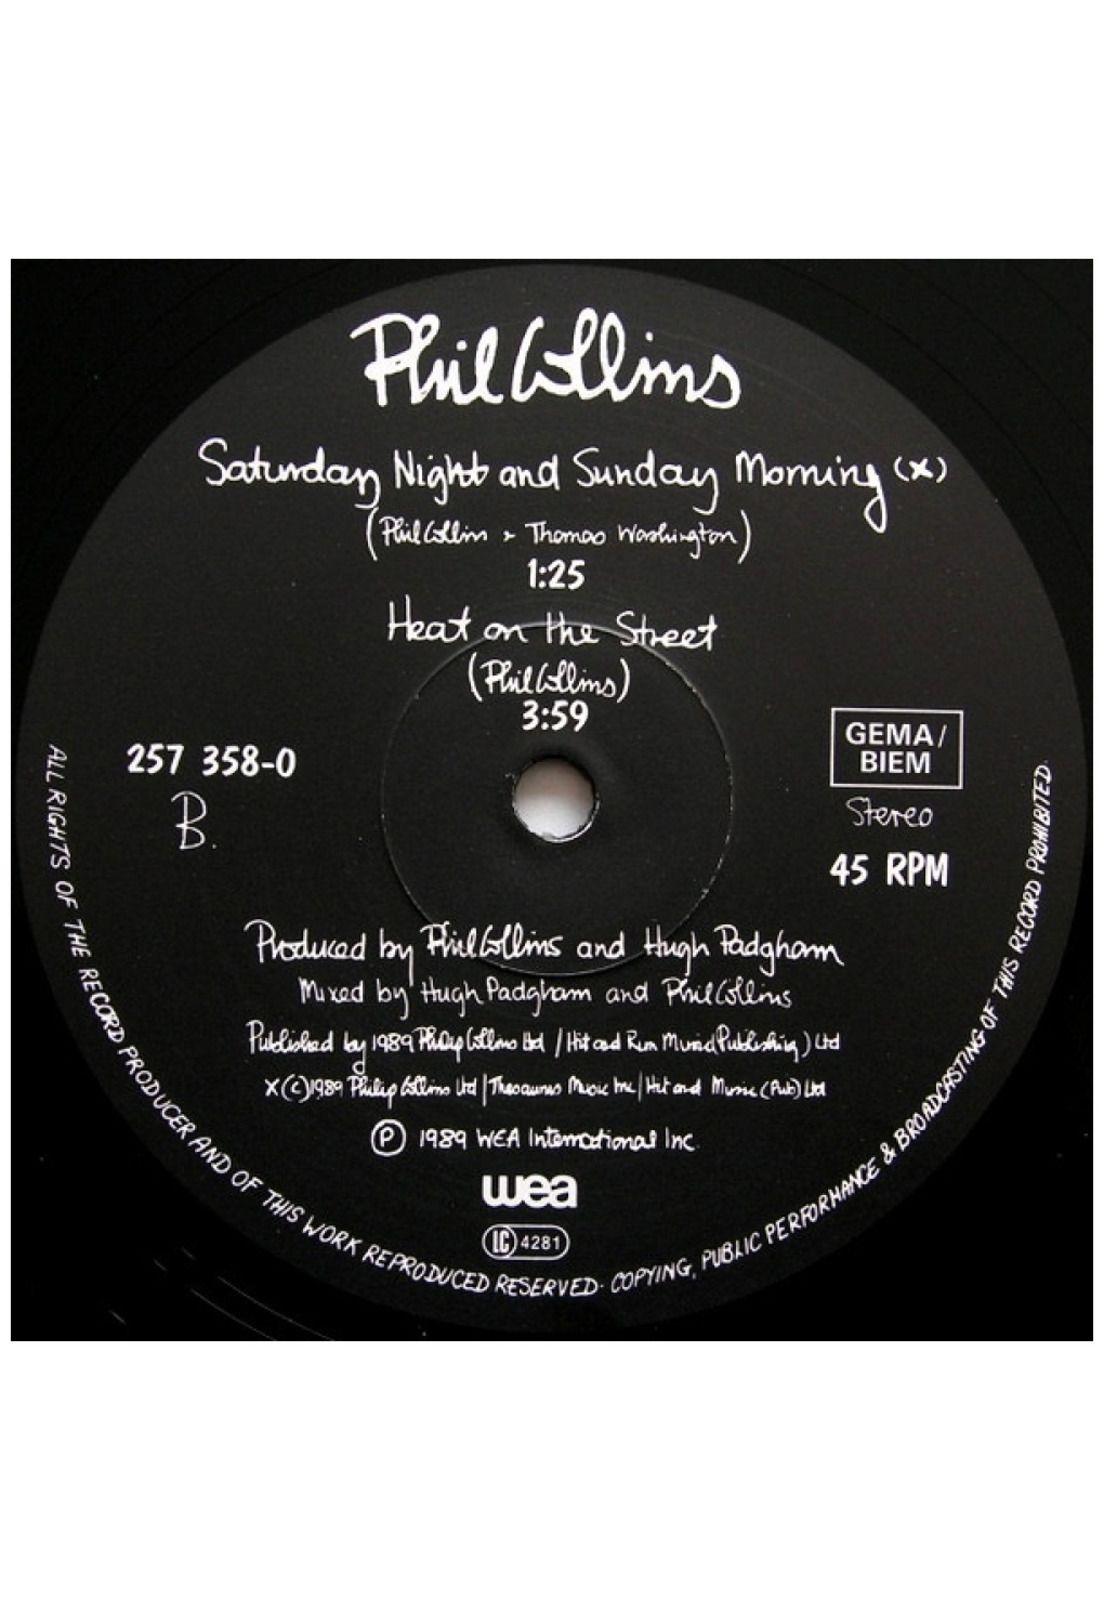 Phil Collins
Saturday Night and Sunday Morning (x)
(Phil Collins + Thomas Washington)
1:25
Heat on the Street
(Phil Collins)
3:59
257 358-0
B.
GEMA/
BIEM
Stereo
45 RPM
Produced by Phil Collins and Hugh Padgham
Mixed by Hugh Padgham and Phil Collins
Published by 1989 Philip Collins Ltd / Hit and Run Music (Publishing) Ltd
X (C) 1989 Philip Collins Ltd / Thesaurus Music Inc / Hit and Music (Pub) Ltd
Ⓟ 1989 WEA International Inc.
wea
LC 4281
ALL RIGHTS OF THE RECORD PRODUCER AND OF THIS WORK REPRODUCED RESERVED· COPYING, PUBLIC PERFORMANCE & BROADCASTING OF THIS RECORD PROHIBITED.